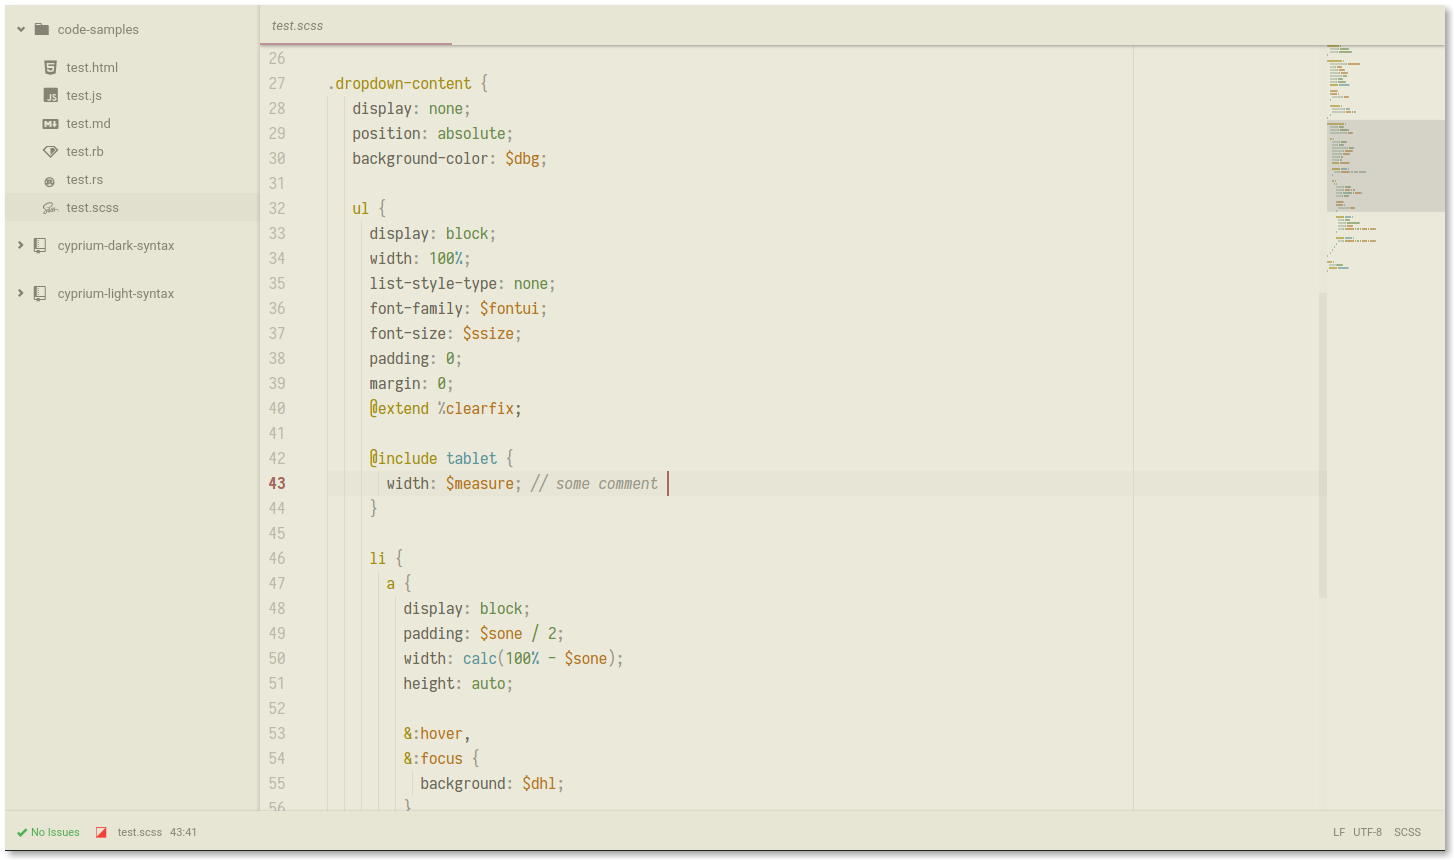 code-samples
test.html
test.js
test.md
test.rb
test.rs
test.scss
cyprium-dark-syntax
cyprium-light-syntax
test.scss
26
27 .dropdown-content {
28 display: none;
29 position: absolute;
30 background-color: $dbg;
31
32 ul {
33 display: block;
34 width: 100%;
35 list-style-type: none;
36 font-family: $fontui;
37 font-size: $ssize;
38 padding: 0;
39 margin: 0;
40 @extend %clearfix;
41
42 @include tablet {
43 width: $measure; // some comment
44 }
45
46 li {
47 a {
48 display: block;
49 padding: $sone / 2;
50 width: calc(100% - $sone);
51 height: auto;
52
53 &:hover,
54 &:focus {
55 background: $dhl;
56 }
No Issues test.scss 43:41 LF UTF-8 SCSS